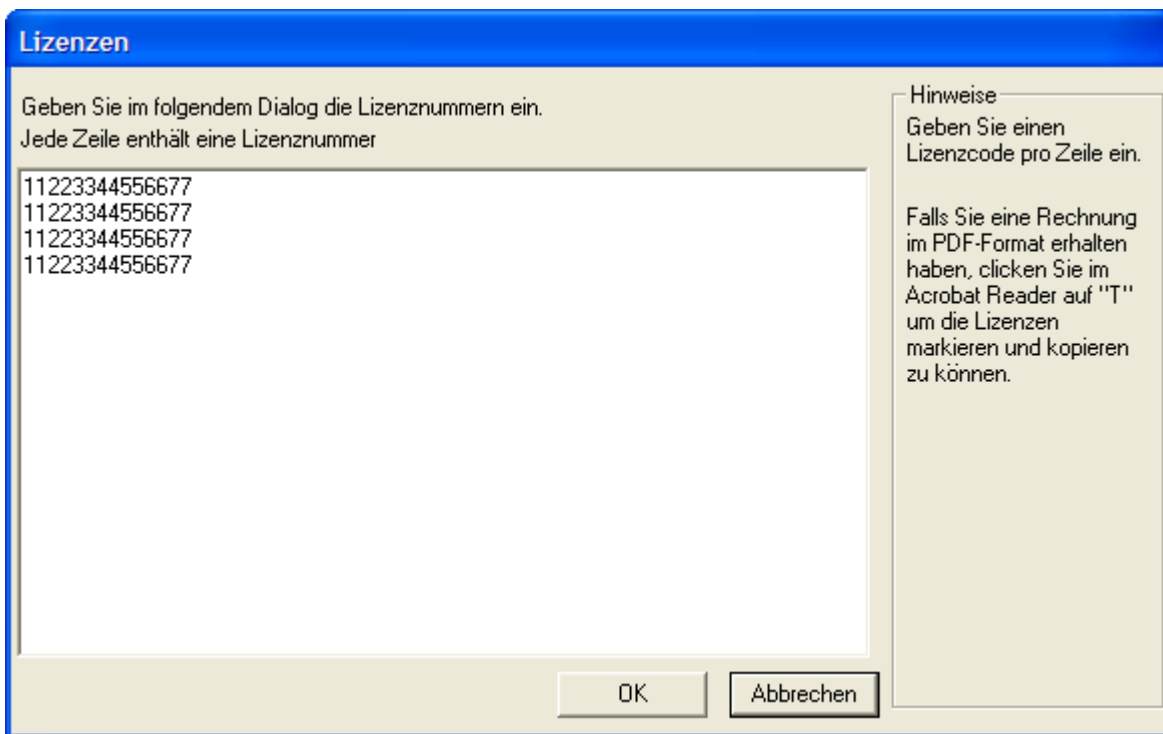 Lizenzen
Geben Sie im folgendem Dialog die Lizenznummern ein.
Jede Zeile enthält eine Lizenznummer
11223344556677
11223344556677
11223344556677
11223344556677
OK
Abbrechen
Hinweise
Geben Sie einen
Lizenzcode pro Zeile ein.
Falls Sie eine Rechnung
im PDF-Format erhalten
haben, clicken Sie im
Acrobat Reader auf "T"
um die Lizenzen
markieren und kopieren
zu können.